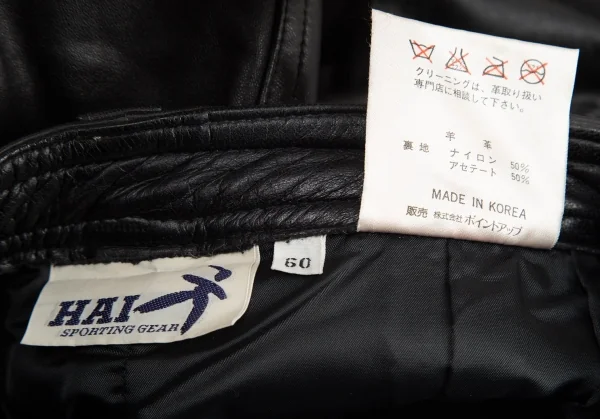 クリーニングは、革取り扱い
専門店に相談して下さい。
羊 革
裏地 ナイロン 50%
アセテート 50%
MADE IN KOREA
販売 株式会社 ポイントアップ
60
HAI
SPORTING GEAR